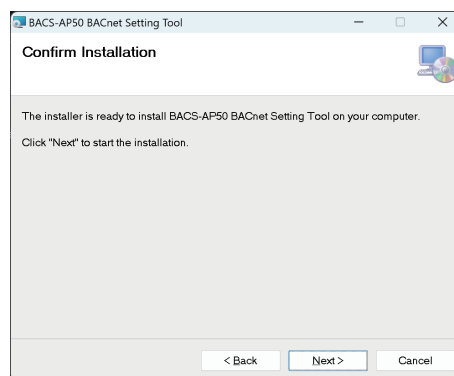 BACS-AP50 BACnet Setting Tool
Confirm Installation
The installer is ready to install BACS-AP50 BACnet Setting Tool on your computer.
Click "Next" to start the installation.
< Back
Next >
Cancel